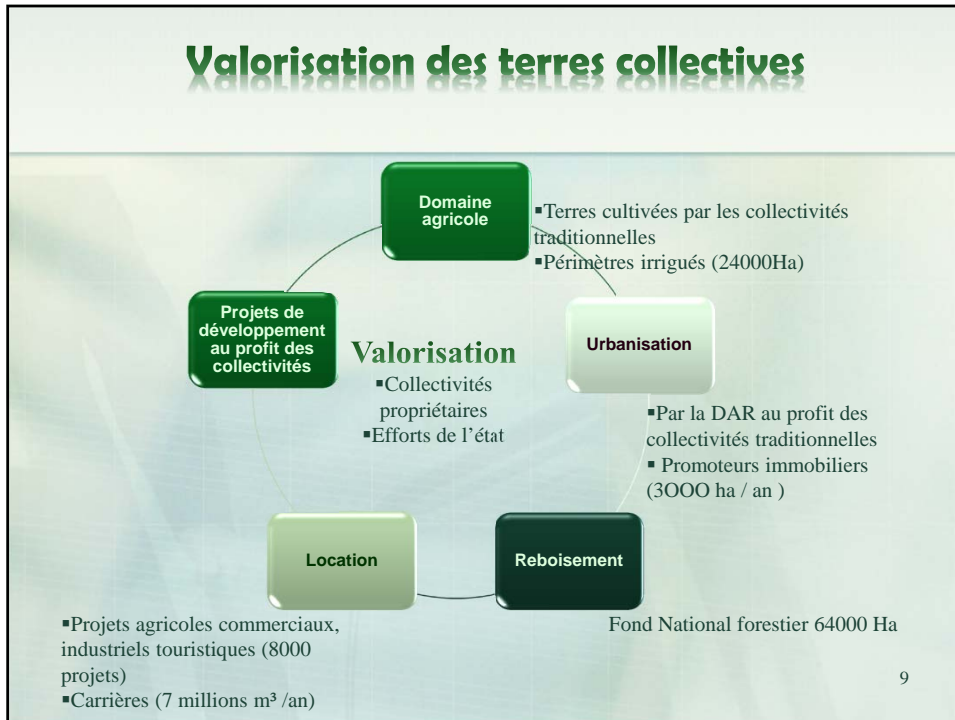 Valorisation des terres collectives
Domaine
agricole
▪Terres cultivées par les collectivités
traditionnelles
▪Périmètres irrigués (24000Ha)
Projets de
développement
au profit des
collectivités
Valorisation
▪Collectivités
propriétaires
▪Efforts de l’état
Urbanisation
▪Par la DAR au profit des
collectivités traditionnelles
▪ Promoteurs immobiliers
(3OOO ha / an )
Location
Reboisement
▪Projets agricoles commerciaux,
industriels touristiques (8000
projets)
▪Carrières (7 millions m³ /an)
Fond National forestier 64000 Ha
9